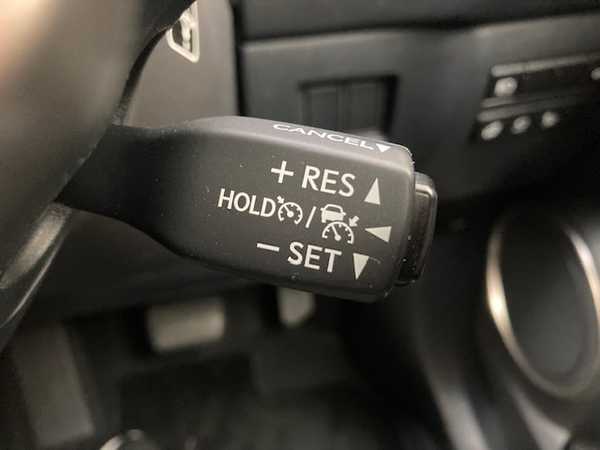 CANCEL
+ RES
HOLD /
− SET